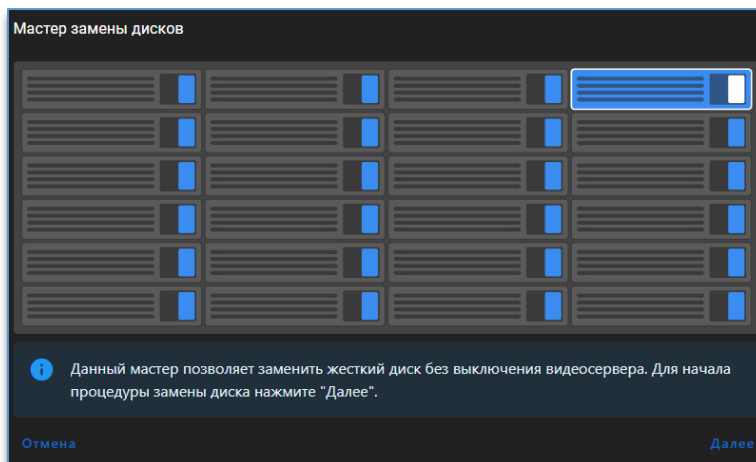 Мастер замены дисков
Данный мастер позволяет заменить жесткий диск без выключения видеосервера. Для начала
процедуры замены диска нажмите "Далее".
Отмена
Далее